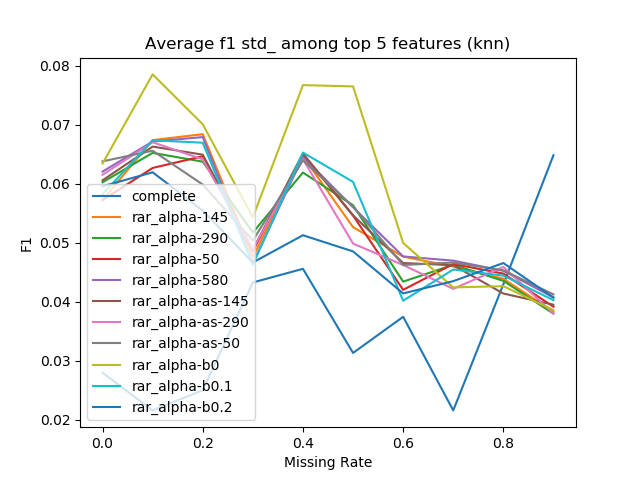 Average f1 std_ among top 5 features (knn)
0.08
0.07
0.06
0.05
0.04
0.03
0.02
F1
complete
rar_alpha-145
rar_alpha-290
rar_alpha-50
rar_alpha-580
rar_alpha-as-145
rar_alpha-as-290
rar_alpha-as-50
rar_alpha-b0
rar_alpha-b0.1
rar_alpha-b0.2
0.0 0.2 0.4 0.6 0.8
Missing Rate